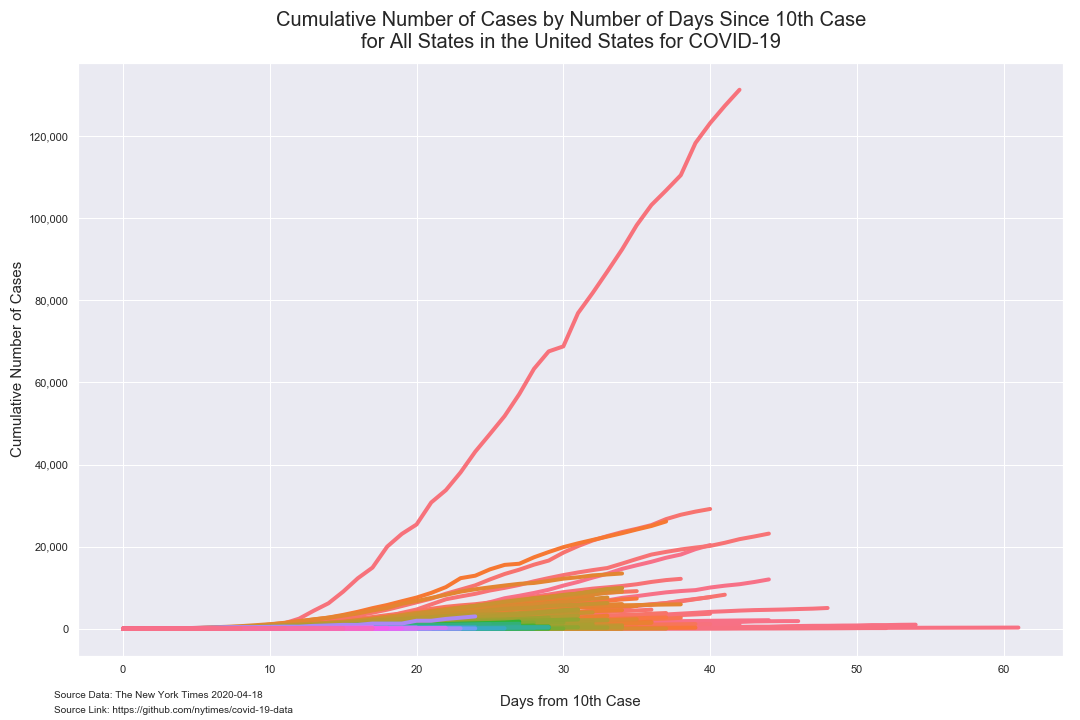 Cumulative Number of Cases by Number of Days Since 10th Case
for All States in the United States for COVID-19
Cumulative Number of Cases
120,000
100,000
80,000
60,000
40,000
20,000
0
0 10 20 30 40 50 60
Days from 10th Case
Source Data: The New York Times 2020-04-18
Source Link: https://github.com/nytimes/covid-19-data